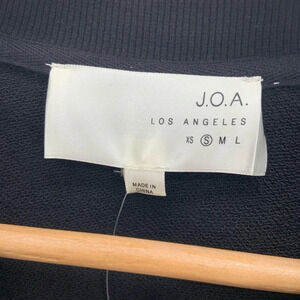 J.O.A.
LOS ANGELES
XS S M L
MADE IN
CHINA